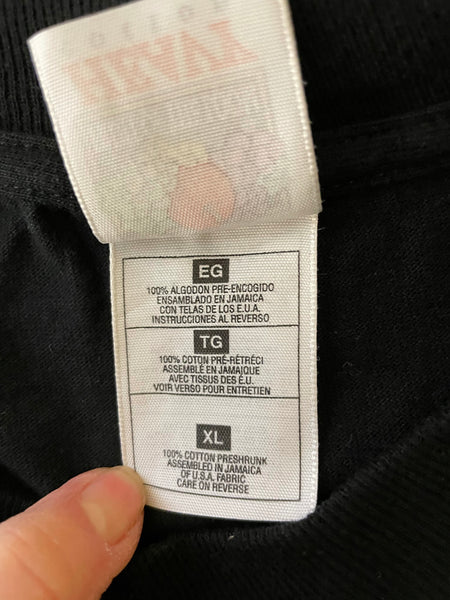 EG
100% ALGODON PRE-ENCOGIDO
ENSAMBLADO EN JAMAICA
CON TELAS DE LOS E.U.A.
INSTRUCCIONES AL REVERSO
TG
100% COTON PRÉ-RÉTRÉCI
ASSEMBLÉ EN JAMAIQUE
AVEC TISSUS DES É.U.
VOIR VERSO POUR ENTRETIEN
XL
100% COTTON PRESHRUNK
ASSEMBLED IN JAMAICA
OF U.S.A. FABRIC
CARE ON REVERSE